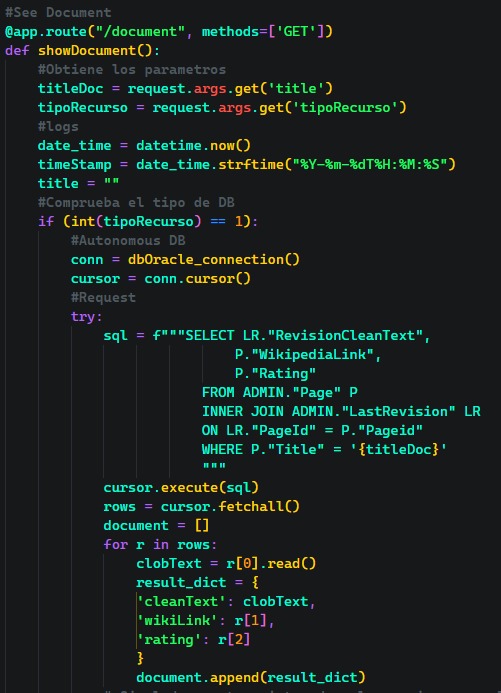 #See Document
@app.route("/document", methods=['GET'])
def showDocument():
    #Obtiene los parametros
    titleDoc = request.args.get('title')
    tipoRecurso = request.args.get('tipoRecurso')
    #logs
    date_time = datetime.now()
    timeStamp = date_time.strftime("%Y-%m-%dT%H:%M:%S")
    title = ""
    #Comprueba el tipo de DB
    if (int(tipoRecurso) == 1):
        #Autonomous DB
        conn = dbOracle_connection()
        cursor = conn.cursor()
        #Request
        try:
            sql = f"""SELECT LR."RevisionCleanText",
                            P."WikipediaLink",
                            P."Rating"
                        FROM ADMIN."Page" P
                        INNER JOIN ADMIN."LastRevision" LR
                        ON LR."PageId" = P."Pageid"
                        WHERE P."Title" = '{titleDoc}'
                        """
            cursor.execute(sql)
            rows = cursor.fetchall()
            document = []
            for r in rows:
                clobText = r[0].read()
                result_dict = {
                'cleanText': clobText,
                'wikiLink': r[1],
                'rating': r[2]
                }
                document.append(result_dict)